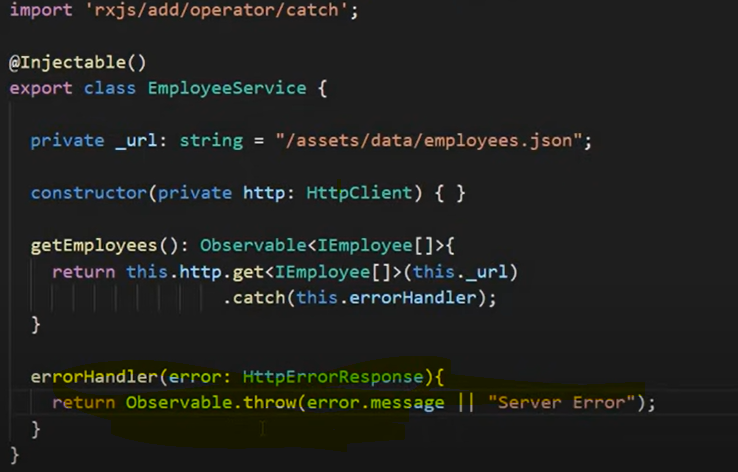 import 'rxjs/add/operator/catch';
@Injectable()
export class EmployeeService {
private _url: string = "/assets/data/employees.json";
constructor(private http: HttpClient) { }
getEmployees(): Observable<IEmployee[]>{
return this.http.get<IEmployee[]>(this._url)
.catch(this.errorHandler);
}
errorHandler(error: HttpErrorResponse){
return Observable.throw(error.message || "Server Error");
}
}